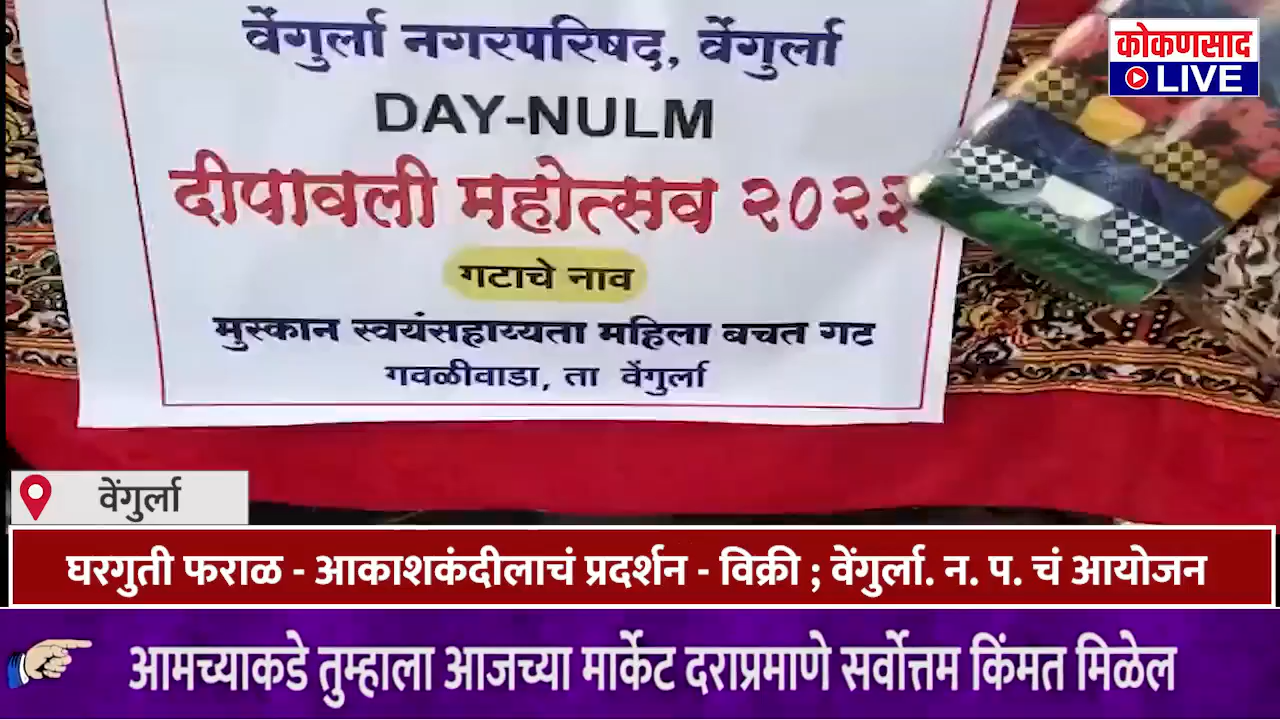 वेंगुर्ला नगरपरिषद, वेंगुर्ला
कोकणसाद
LIVE
DAY-NULM
दीपावली महोत्सव २०२३
गटाचे नाव
मुस्कान स्वयंसहाय्यता महिला बचत गट
गवळीवाडा, ता वेंगुर्ला
वेंगुर्ला
घरगुती फराळ - आकाशकंदीलाचं प्रदर्शन - विक्री ; वेंगुर्ला. न. प. चं आयोजन
आमच्याकडे तुम्हाला आजच्या मार्केट दराप्रमाणे सर्वोत्तम किंमत मिळेल